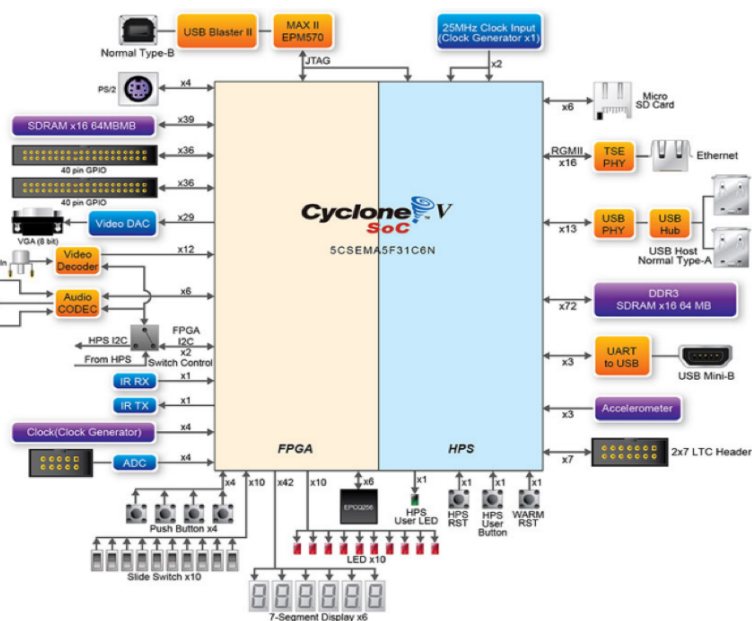 Normal Type-B
USB Blaster II
MAX II
EPM570
JTAG
25MHz Clock Input
(Clock Generator x1)
x2
PS/2
x4
SDRAM x16 64MBMB
x39
40 pin GPIO
x36
40 pin GPIO
x36
VGA (8 bit)
Video DAC
x29
In
Video
Decoder
x12
Audio
CODEC
x6
HPS I2C
FPGA
I2C
x2
From HPS
Switch Control
IR RX
x1
IR TX
x1
Clock(Clock Generator)
x4
ADC
x4
Cyclone V
SoC
5CSEMA5F31C6N
FPGA
HPS
x6
Micro
SD Card
RGMII
x16
TSE
PHY
Ethernet
x13
USB
PHY
USB
Hub
USB Host
Normal Type-A
x72
DDR3
SDRAM x16 64 MB
x3
UART
to USB
USB Mini-B
x3
Accelerometer
x7
2x7 LTC Header
x4
x10
x42
x10
x6
x1
x1
x1
x1
Push Button x4
EPCQ256
HPS
User LED
HPS
RST
HPS
User
Button
WARM
RST
LED x10
Slide Switch x10
7-Segment Display x6